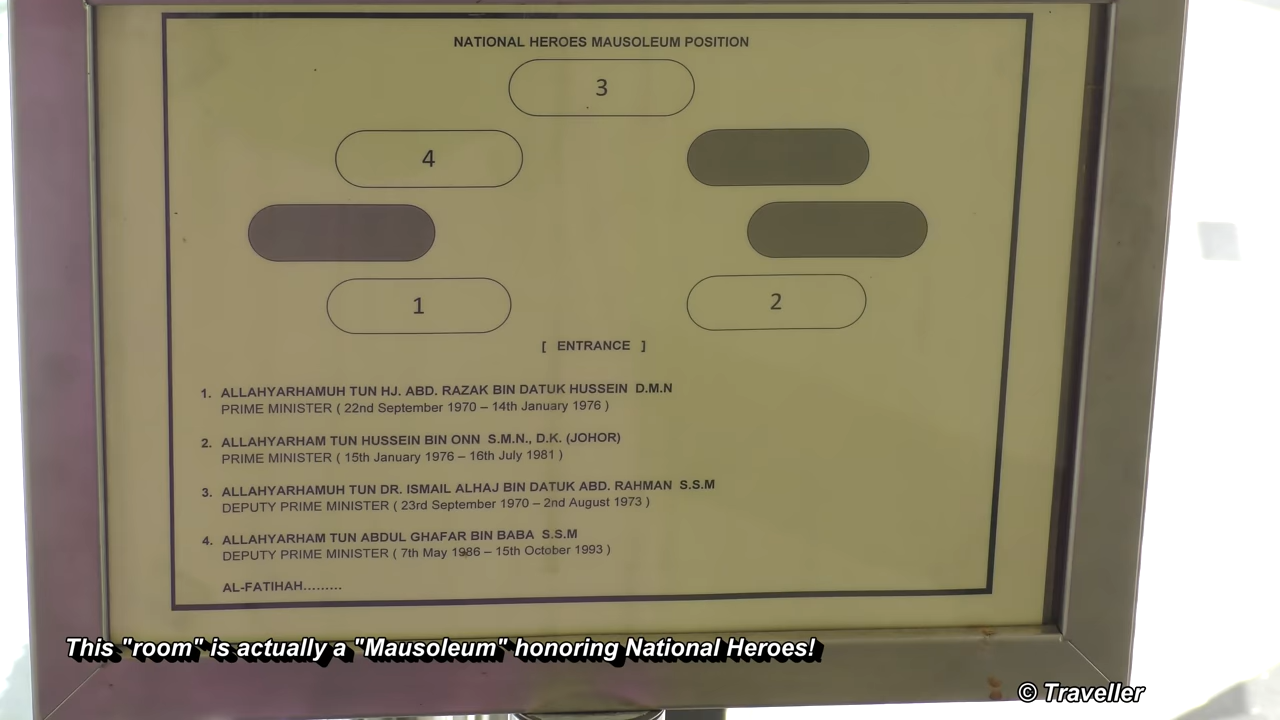 NATIONAL HEROES MAUSOLEUM POSITION
3
4
1
2
[ ENTRANCE ]
1. ALLAHYARHAMUH TUN HJ. ABD. RAZAK BIN DATUK HUSSEIN D.M.N
PRIME MINISTER ( 22nd September 1970 – 14th January 1976 )
2. ALLAHYARHAM TUN HUSSEIN BIN ONN S.M.N., D.K. (JOHOR)
PRIME MINISTER ( 15th January 1976 – 16th July 1981 )
3. ALLAHYARHAMUH TUN DR. ISMAIL ALHAJ BIN DATUK ABD. RAHMAN S.S.M
DEPUTY PRIME MINISTER ( 23rd September 1970 – 2nd August 1973 )
4. ALLAHYARHAM TUN ABDUL GHAFAR BIN BABA S.S.M
DEPUTY PRIME MINISTER ( 7th May 1986 – 15th October 1993 )
AL-FATIHAH.........
This "room" is actually a "Mausoleum" honoring National Heroes!
© Traveller